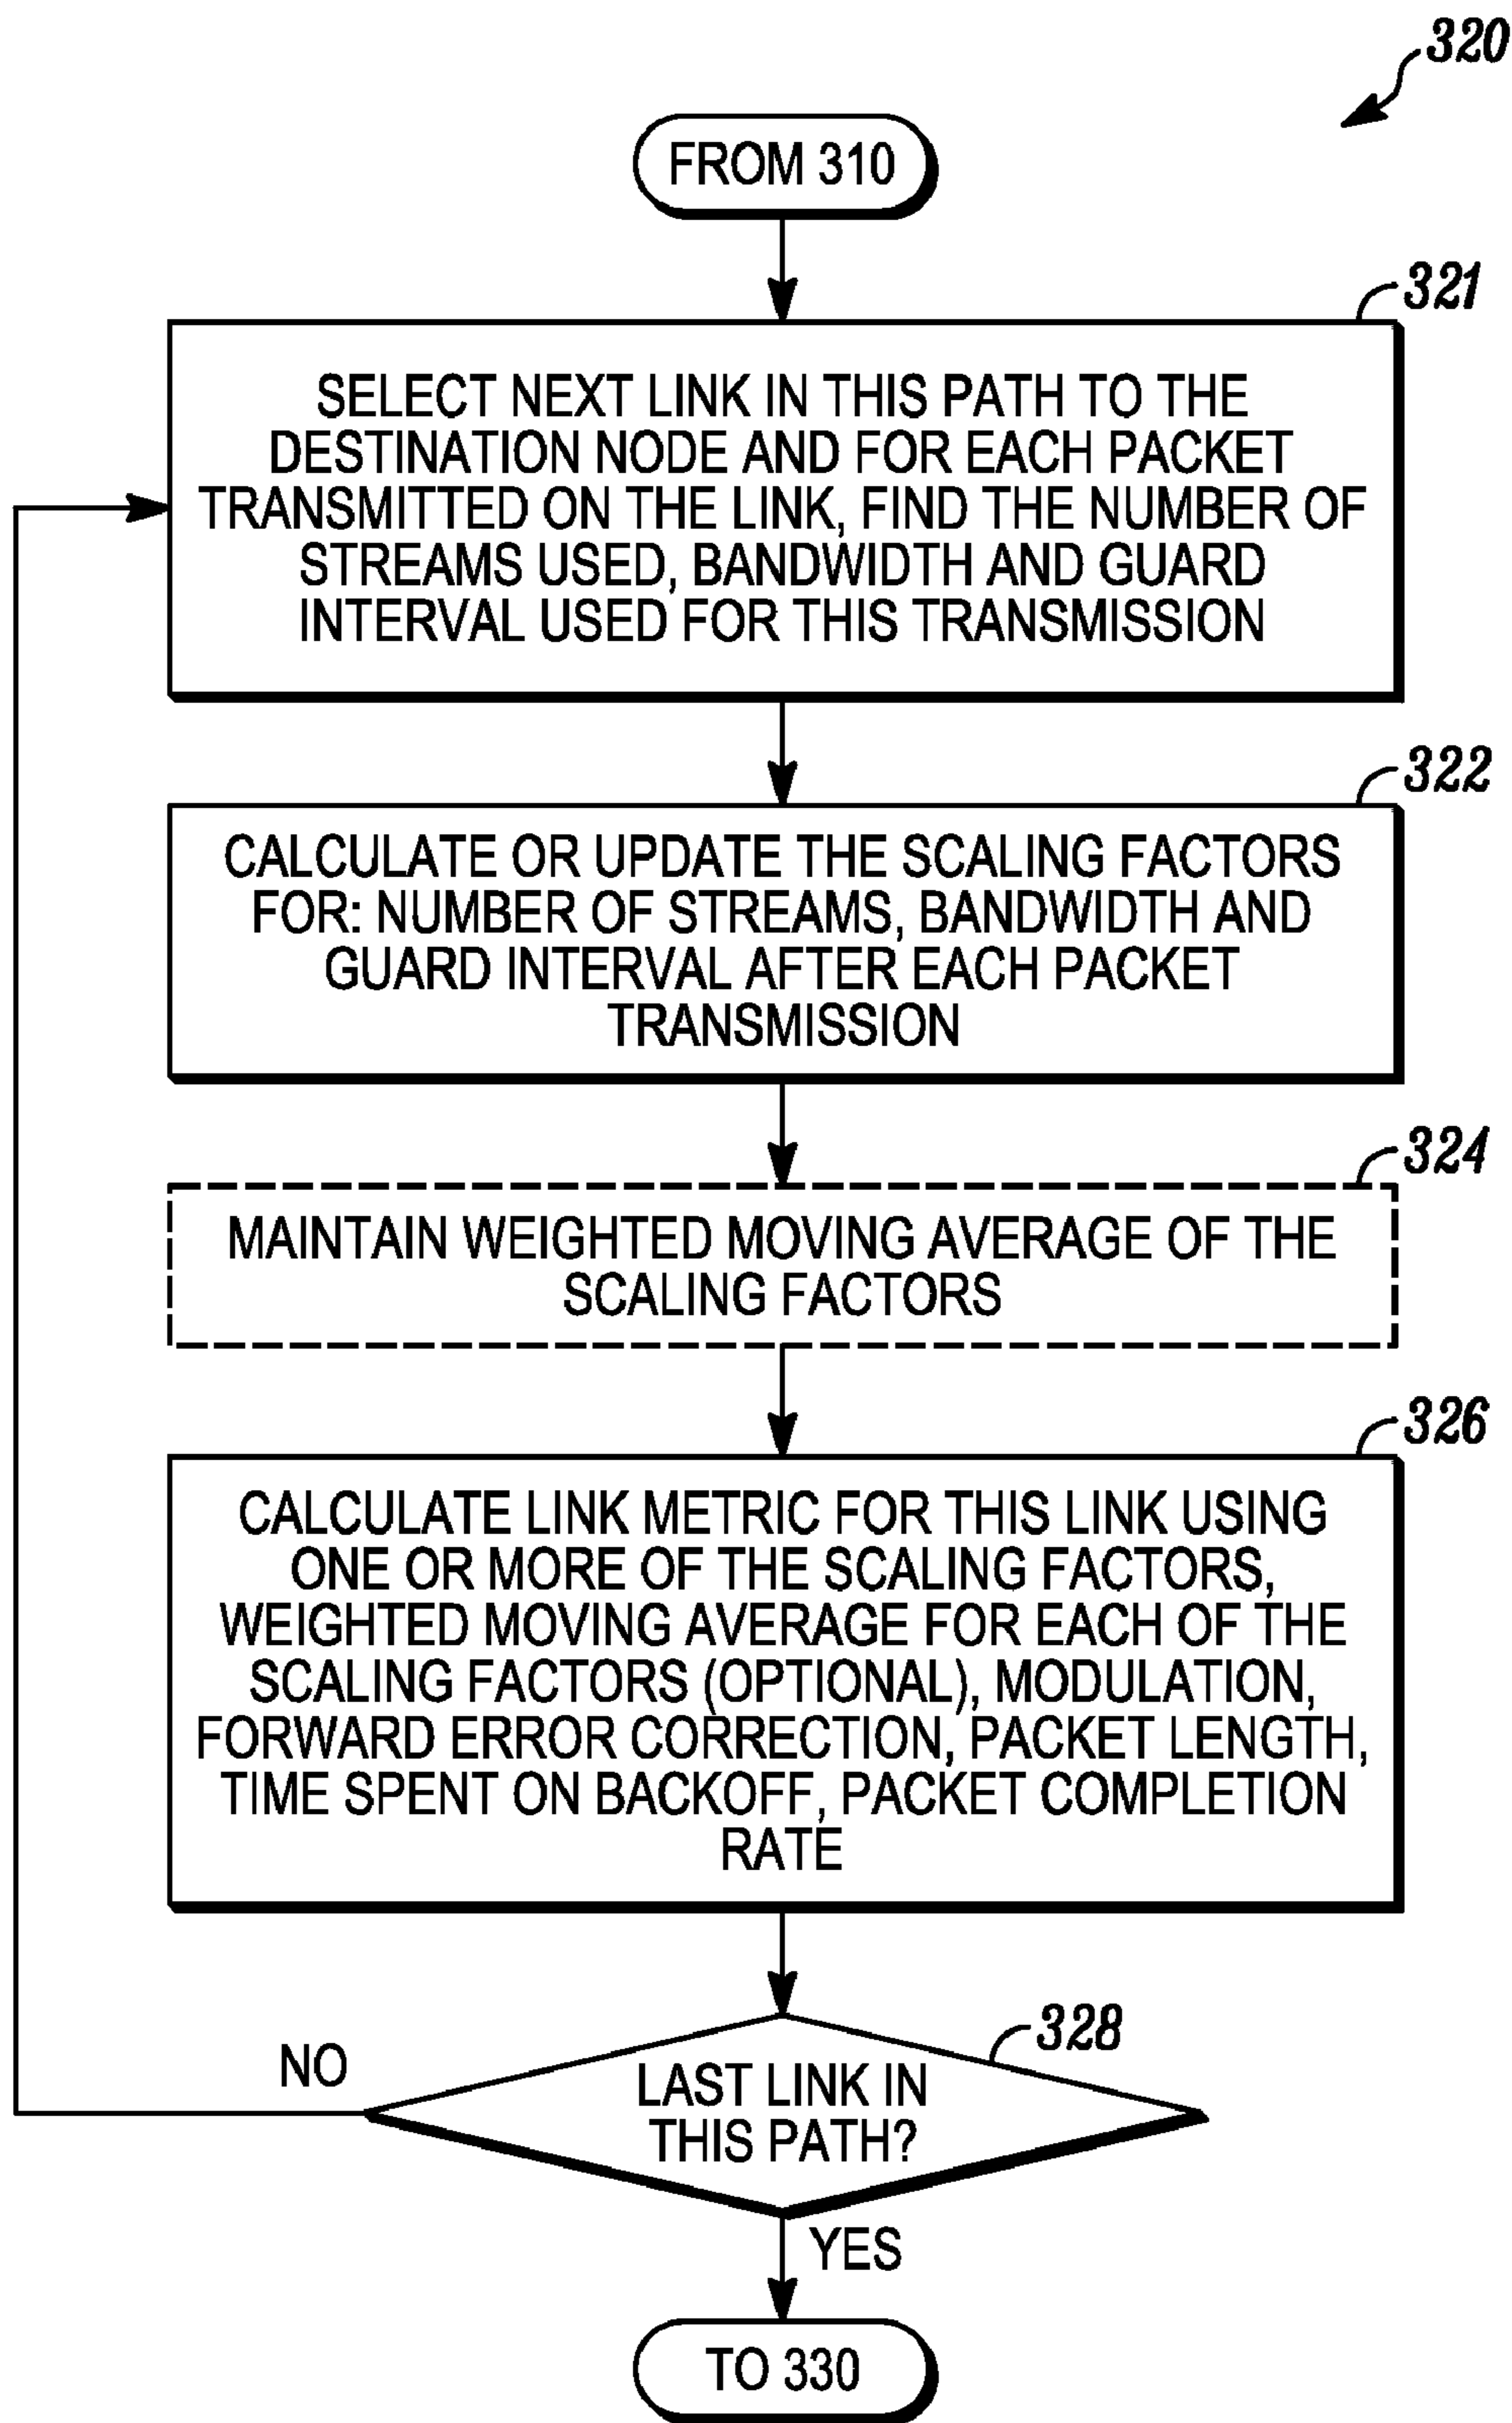 320
FROM 310
321
SELECT NEXT LINK IN THIS PATH TO THE
DESTINATION NODE AND FOR EACH PACKET
TRANSMITTED ON THE LINK, FIND THE NUMBER OF
STREAMS USED, BANDWIDTH AND GUARD
INTERVAL USED FOR THIS TRANSMISSION
322
CALCULATE OR UPDATE THE SCALING FACTORS
FOR: NUMBER OF STREAMS, BANDWIDTH AND
GUARD INTERVAL AFTER EACH PACKET
TRANSMISSION
324
MAINTAIN WEIGHTED MOVING AVERAGE OF THE
SCALING FACTORS
326
CALCULATE LINK METRIC FOR THIS LINK USING
ONE OR MORE OF THE SCALING FACTORS,
WEIGHTED MOVING AVERAGE FOR EACH OF THE
SCALING FACTORS (OPTIONAL), MODULATION,
FORWARD ERROR CORRECTION, PACKET LENGTH,
TIME SPENT ON BACKOFF, PACKET COMPLETION
RATE
328
NO
LAST LINK IN
THIS PATH?
YES
TO 330